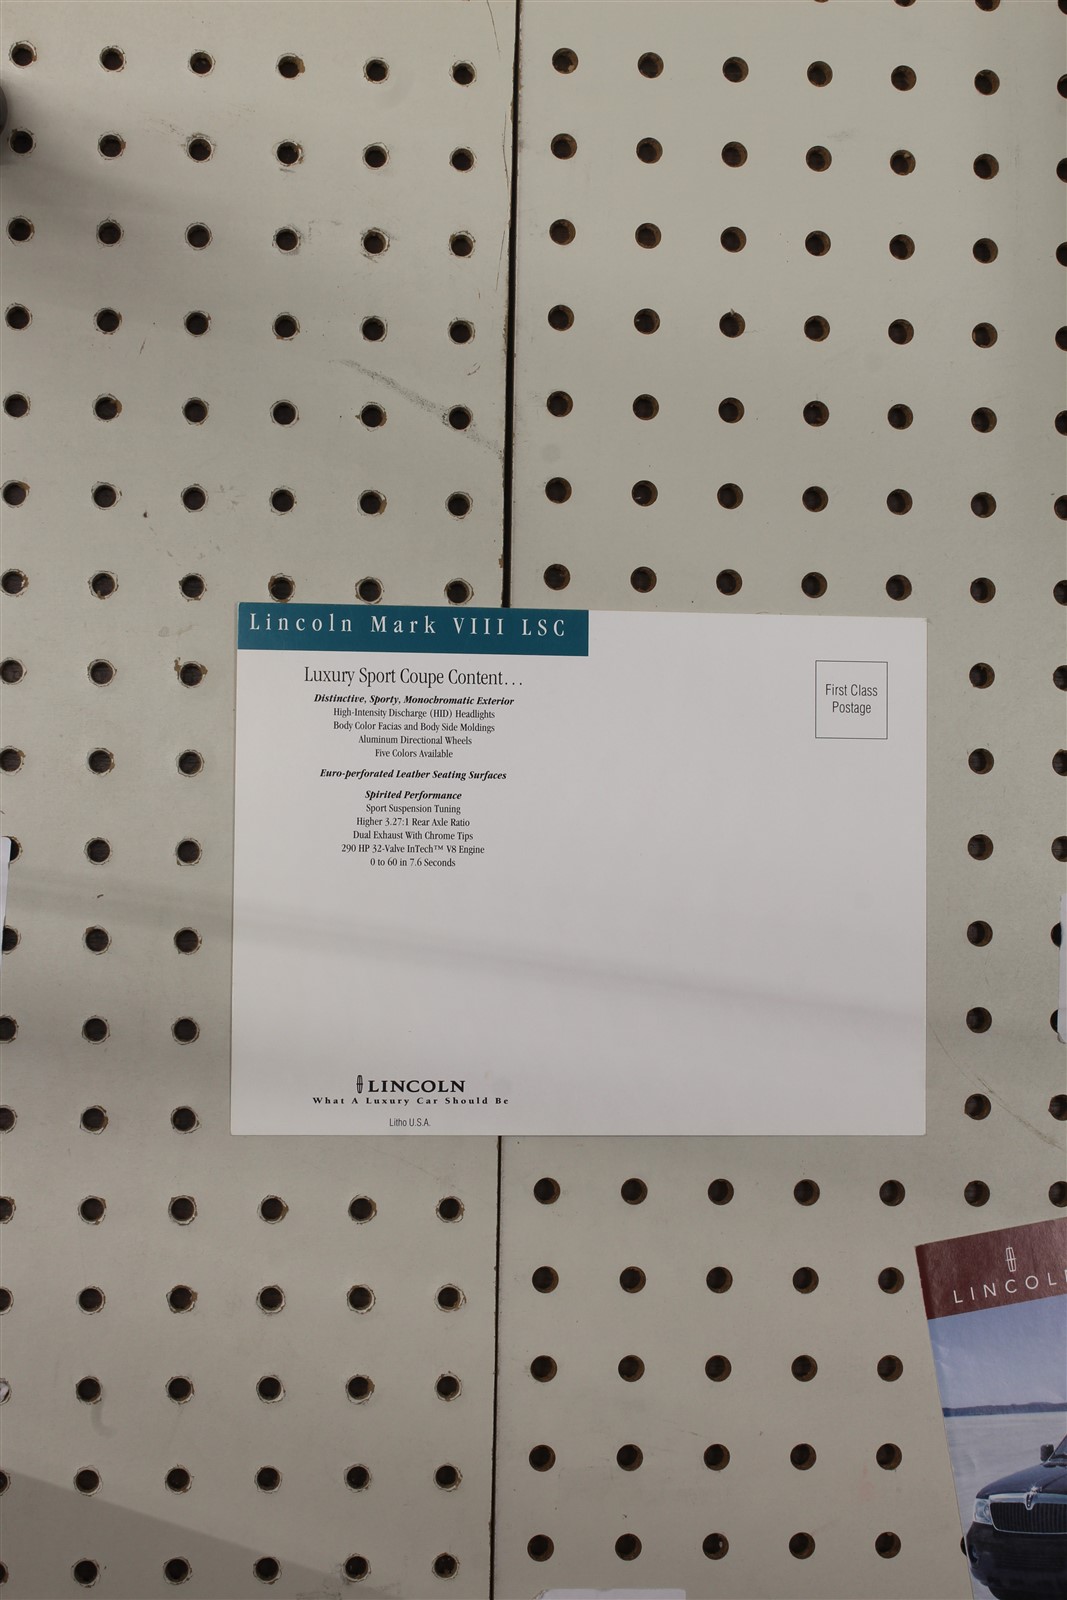 Lincoln Mark VIII LSC
Luxury Sport Coupe Content...
Distinctive, Sporty, Monochromatic Exterior
High-Intensity Discharge (HID) Headlights
Body Color Facias and Body Side Moldings
Aluminum Directional Wheels
Five Colors Available
Euro-perforated Leather Seating Surfaces
Spirited Performance
Sport Suspension Tuning
Higher 3.27:1 Rear Axle Ratio
Dual Exhaust With Chrome Tips
290 HP 32-Valve InTech™ V8 Engine
0 to 60 in 7.6 Seconds
First Class
Postage
LINCOLN
What A Luxury Car Should Be
Litho U.S.A.
LINCOLN